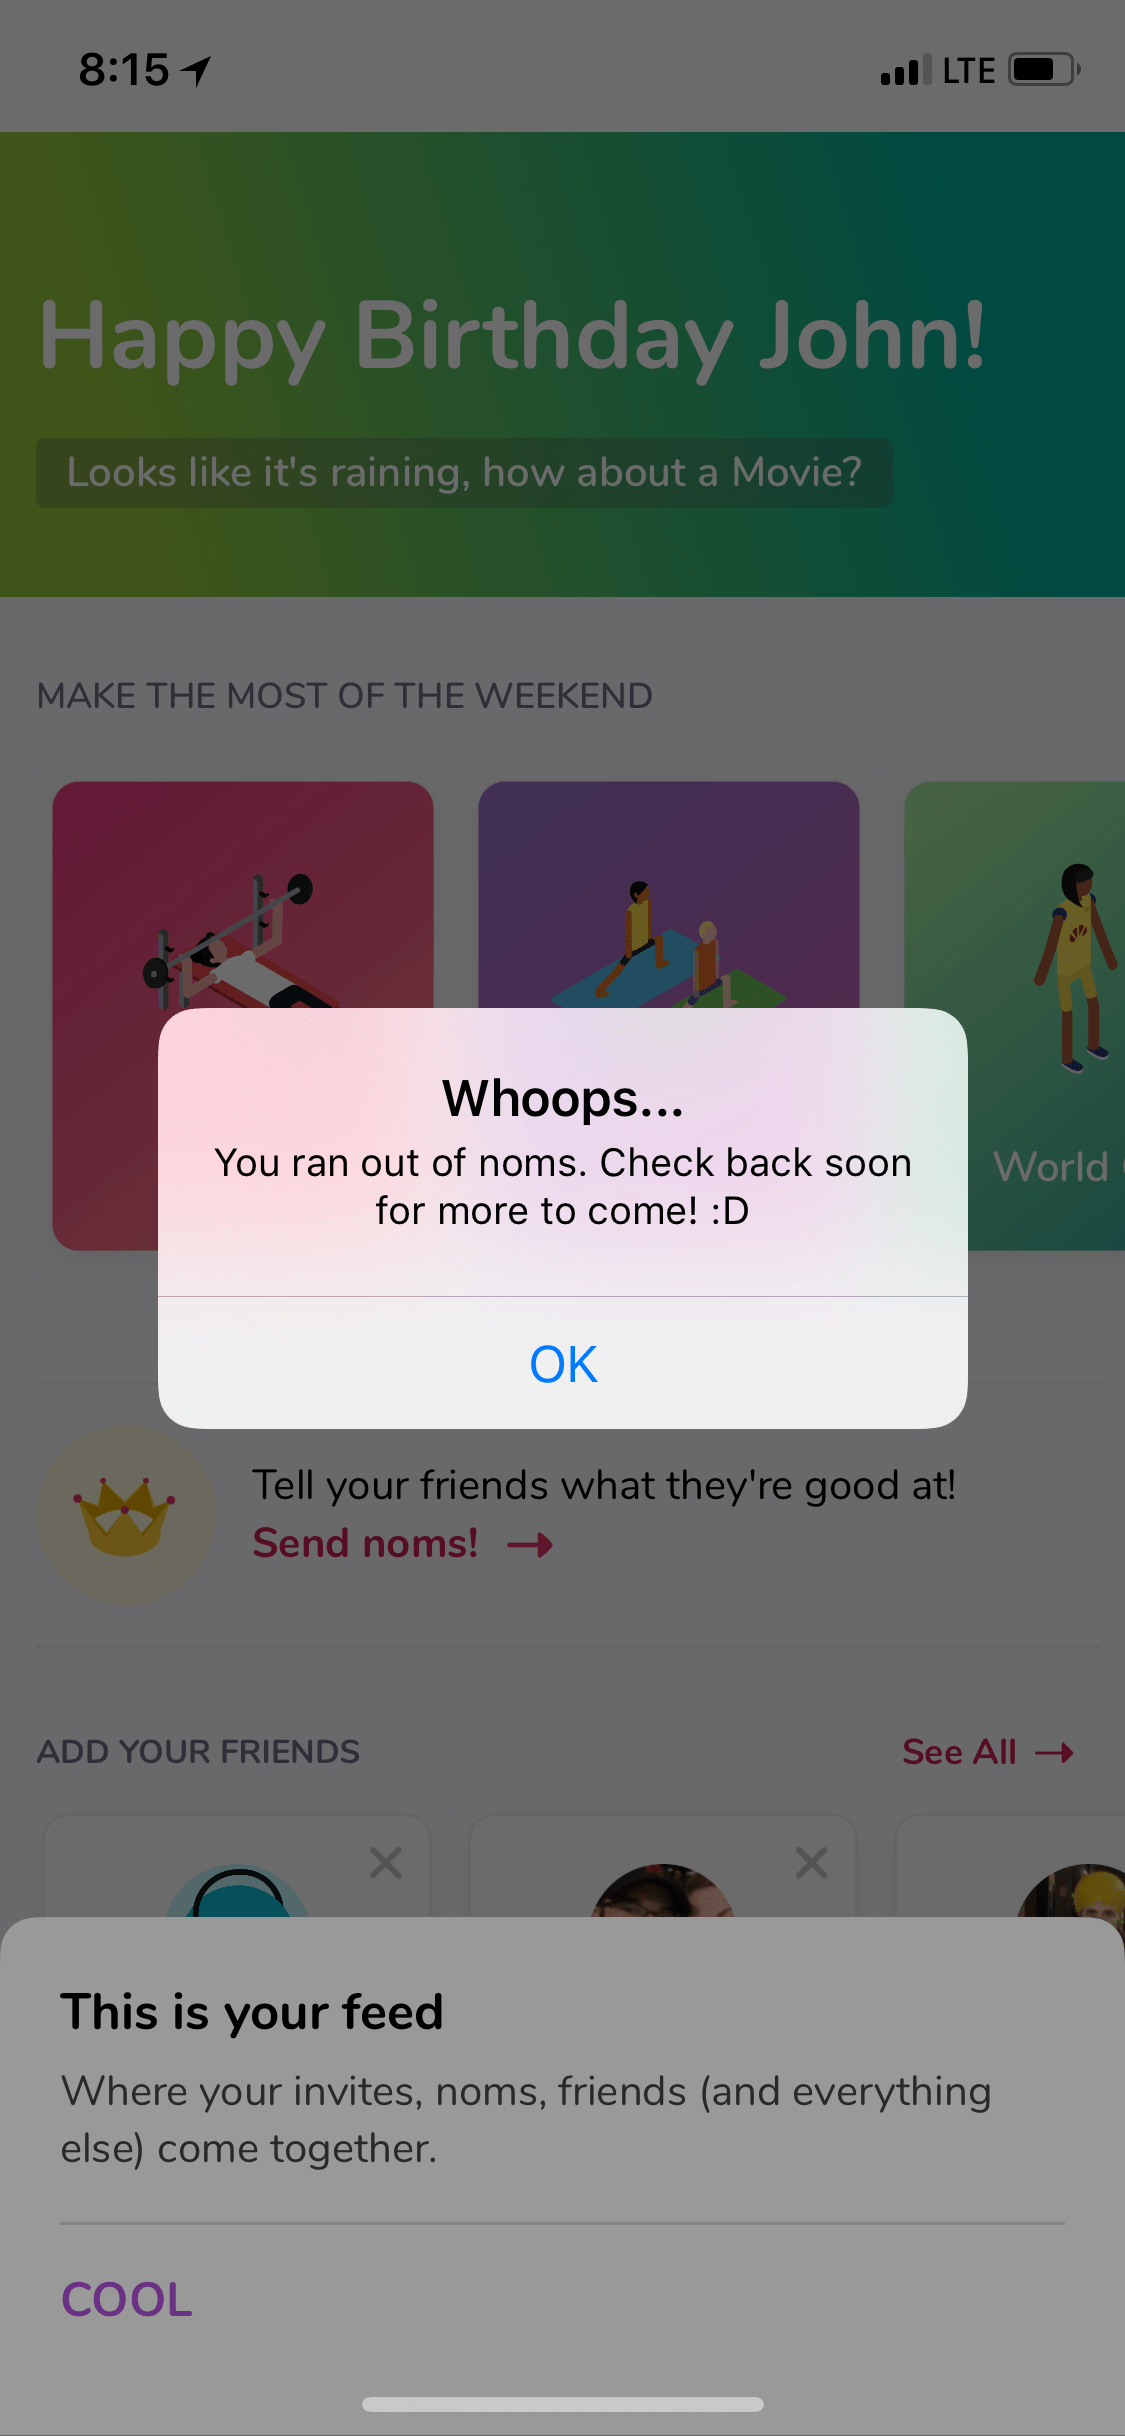 8:15
LTE
Happy Birthday John!
Looks like it's raining, how about a Movie?
MAKE THE MOST OF THE WEEKEND
World
Whoops...
You ran out of noms. Check back soon
for more to come! :D
OK
Tell your friends what they're good at!
Send noms!
ADD YOUR FRIENDS
See All
This is your feed
Where your invites, noms, friends (and everything
else) come together.
COOL